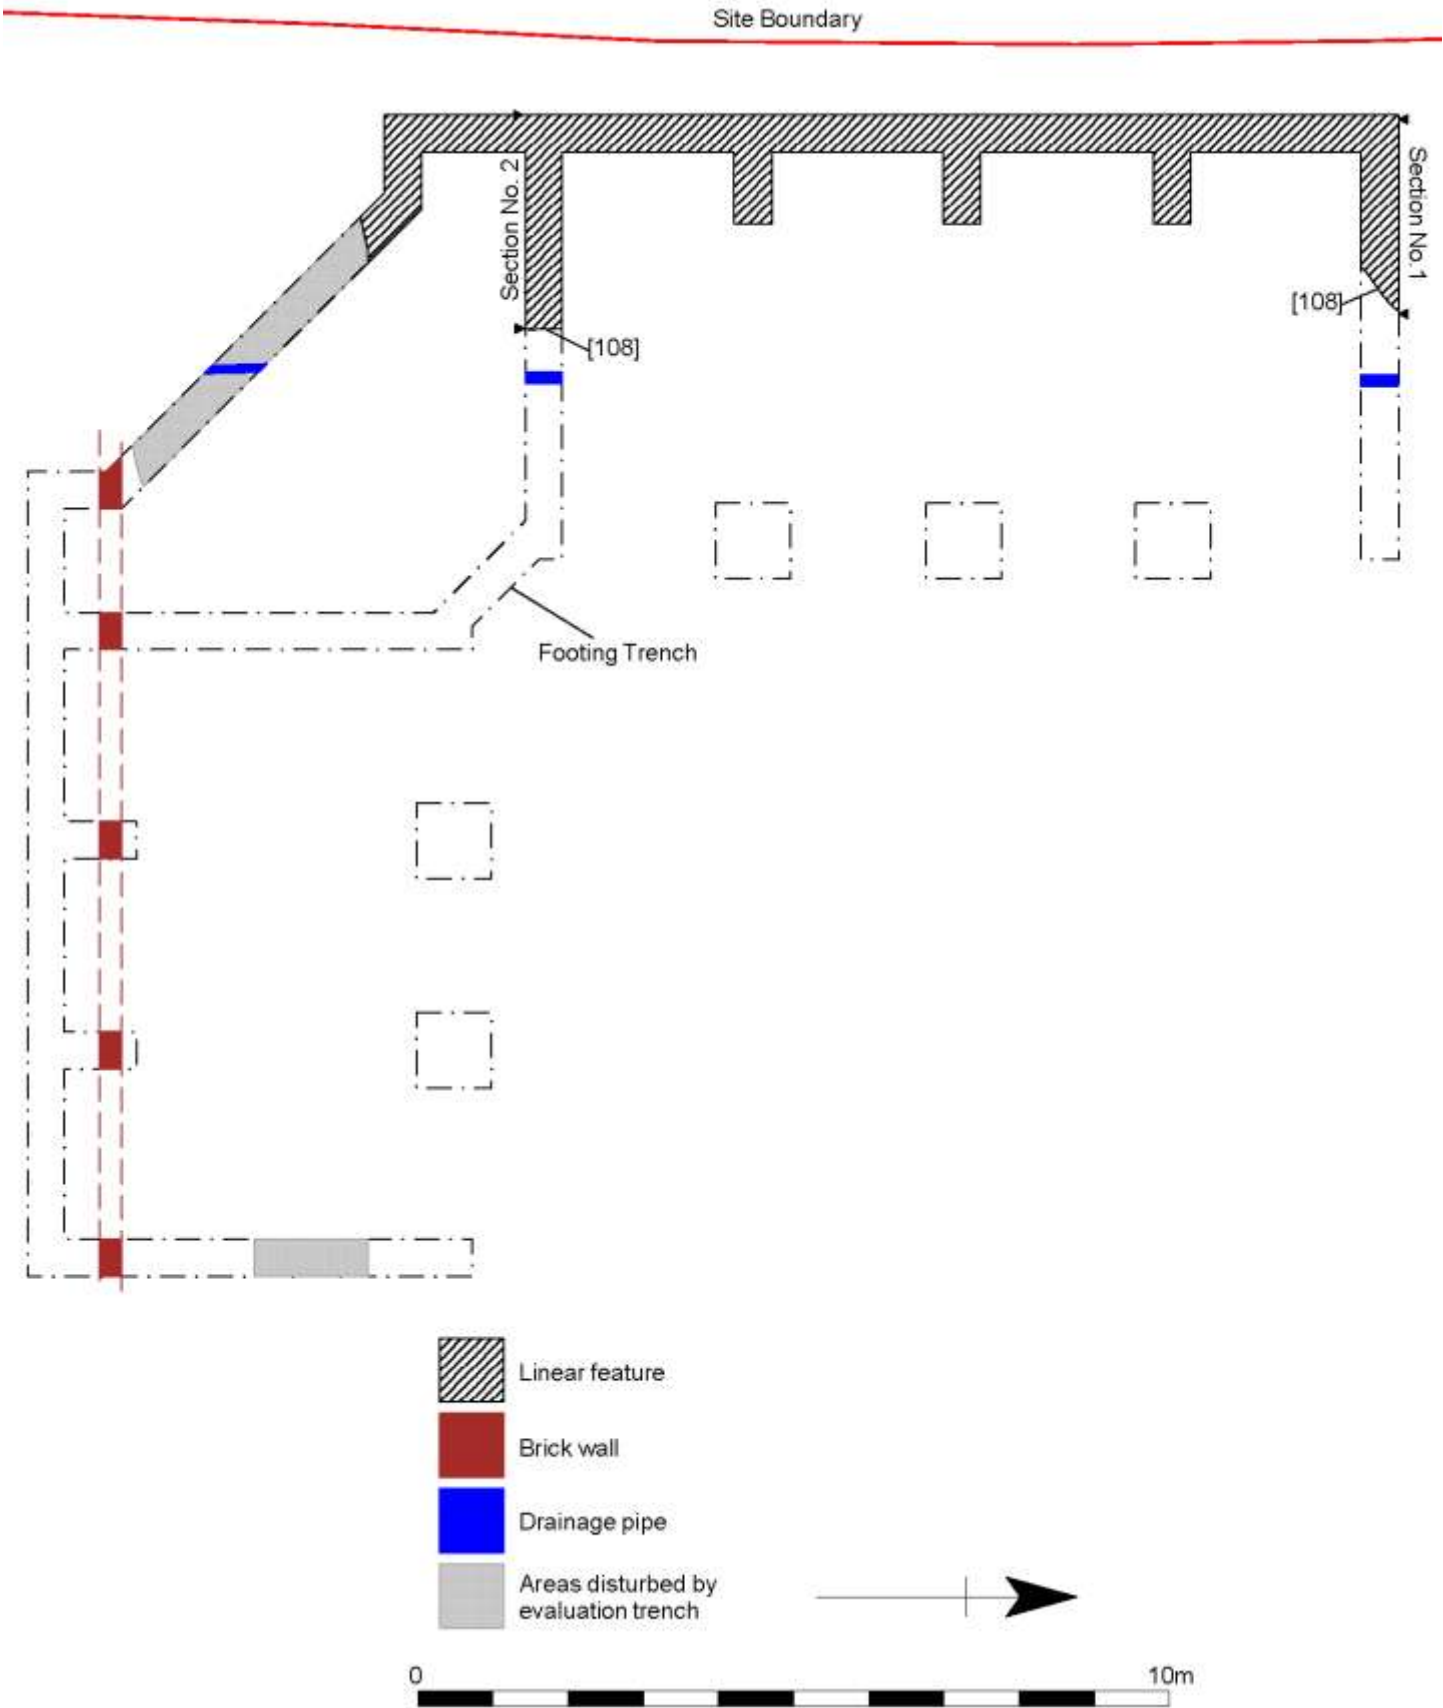 Site Boundary
Section No. 2
Section No.1
[108]
[108]
Footing Trench
Linear feature
Brick wall
Drainage pipe
Areas disturbed by
evaluation trench
0
10m